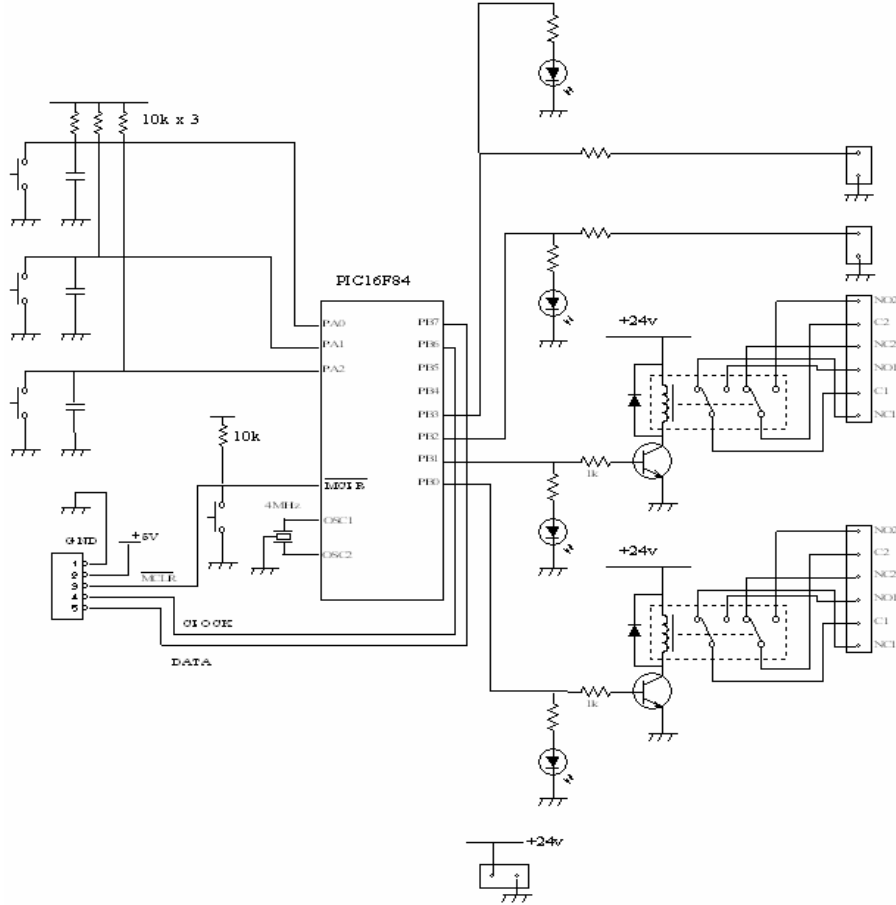 10k x 3
PIC16F84
PA0
PA1
PA2
MCLR
OSC1
OSC2
PB7
PB6
PB5
PB4
PB3
PB2
PB1
PB0
10k
4MHz
GND
+5V
MCLR
1
2
3
4
5
CLOCK
DATA
+24v
NO2
C2
NC2
NO1
C1
NC1
1k
+24v
NO2
C2
NC2
NO1
C1
NC1
1k
+24v